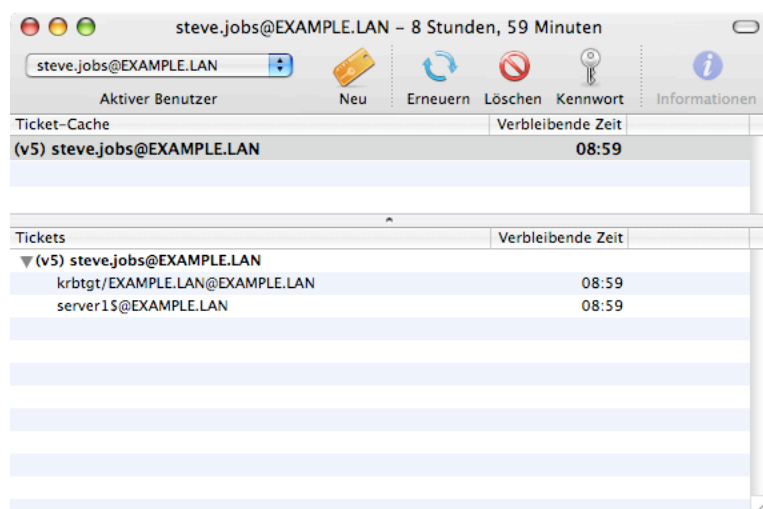 steve.jobs@EXAMPLE.LAN – 8 Stunden, 59 Minuten
steve.jobs@EXAMPLE.LAN
Aktiver Benutzer Neu Erneuern Löschen Kennwort Informationen
Ticket-Cache Verbleibende Zeit
(v5) steve.jobs@EXAMPLE.LAN 08:59
Tickets Verbleibende Zeit
(v5) steve.jobs@EXAMPLE.LAN
krbtgt/EXAMPLE.LAN@EXAMPLE.LAN 08:59
server1$@EXAMPLE.LAN 08:59